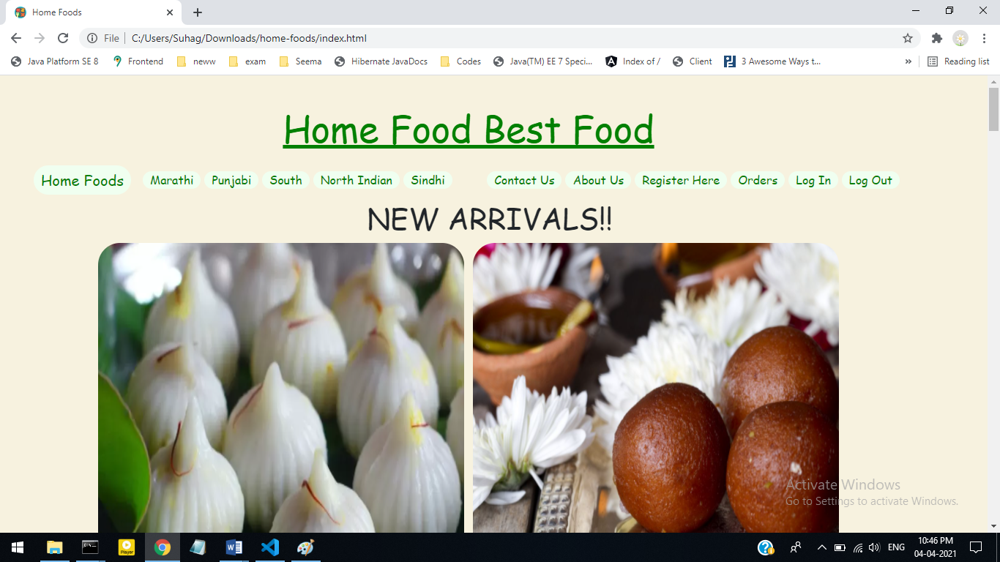 Home Foods
File C:/Users/Suhag/Downloads/home-foods/index.html
Java Platform SE 8 Frontend neww exam Seema Hibernate JavaDocs Codes Java(TM) EE 7 Speci... Index of / Client 3 Awesome Ways t... » Reading list
Home Food Best Food
Home Foods Marathi Punjabi South North Indian Sindhi Contact Us About Us Register Here Orders Log In Log Out
NEW ARRIVALS!!
Activate Windows
Go to Settings to activate Windows.
Player
ENG
10:46 PM
04-04-2021